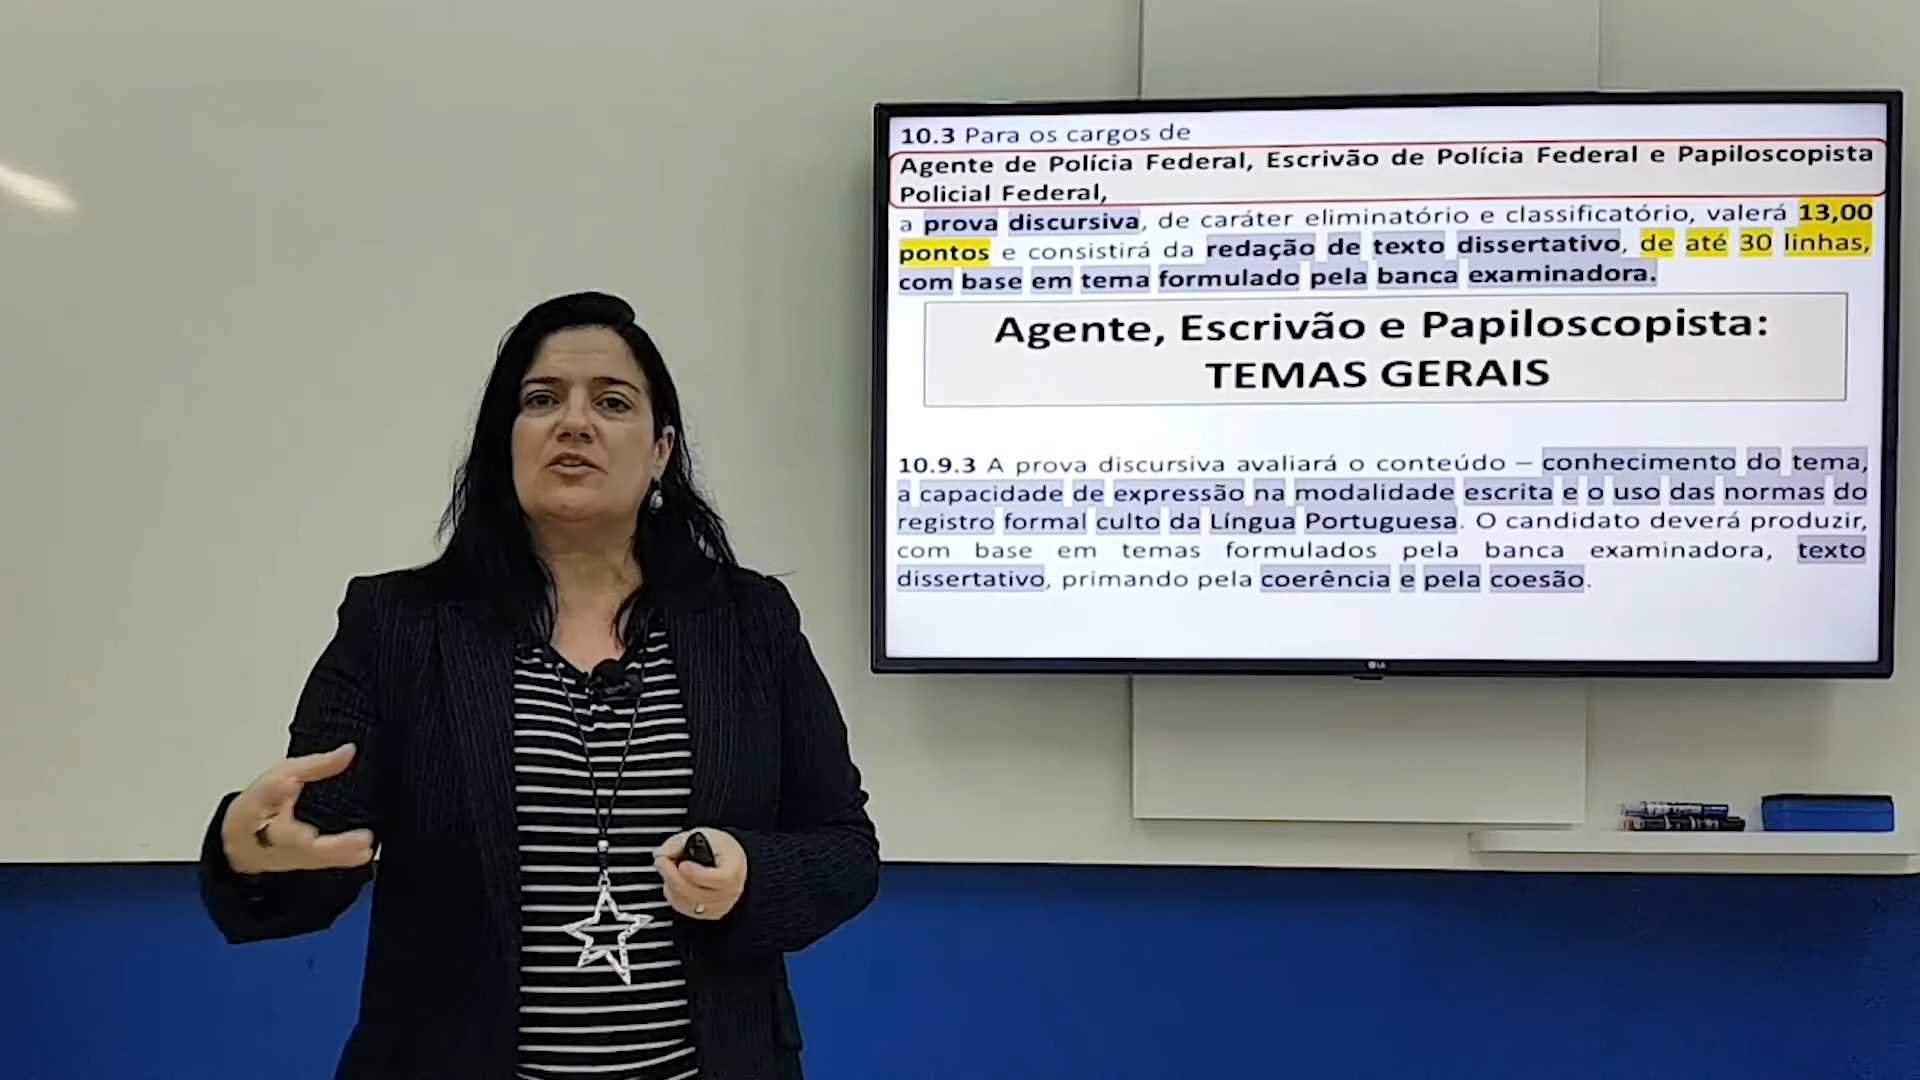 10.3 Para os cargos de
Agente de Polícia Federal, Escrivão de Polícia Federal e Papiloscopista
Policial Federal,
a prova discursiva, de caráter eliminatório e classificatório, valerá 13,00
pontos e consistirá da redação de texto dissertativo, de até 30 linhas,
com base em tema formulado pela banca examinadora.
Agente, Escrivão e Papiloscopista:
TEMAS GERAIS
10.9.3 A prova discursiva avaliará o conteúdo – conhecimento do tema,
a capacidade de expressão na modalidade escrita e o uso das normas do
registro formal culto da Língua Portuguesa. O candidato deverá produzir,
com base em temas formulados pela banca examinadora, texto
dissertativo, primando pela coerência e pela coesão.
LG